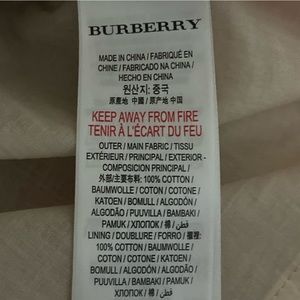 BURBERRY
MADE IN CHINA / FABRIQUÉ EN
CHINE / FABRICADO NA CHINA /
HECHO EN CHINA
원산지: 중국
原產地 中國 / 原产地 中国
KEEP AWAY FROM FIRE
TENIR À L'ÉCART DU FEU
OUTER / MAIN FABRIC / TISSU
EXTÉRIEUR / PRINCIPAL / EXTERIOR -
COMPOSICION PRINCIPAL /
外部/主要布料: 100% COTTON /
BAUMWOLLE / COTON / COTONE /
KATOEN / BOMULL / ALGODÓN /
ALGODÃO / PUUVILLA / BAMBAKI /
PAMUK / ХЛОПОК / 棉 / قطن /
LINING / DOUBLURE / FORRO / 裡:
100% COTTON / BAUMWOLLE /
COTON / COTONE / KATOEN /
BOMULL / ALGODÓN / ALGODÃO /
PUUVILLA / BAMBAKI / PAMUK /
ХЛОПОК / 棉 / قطن /